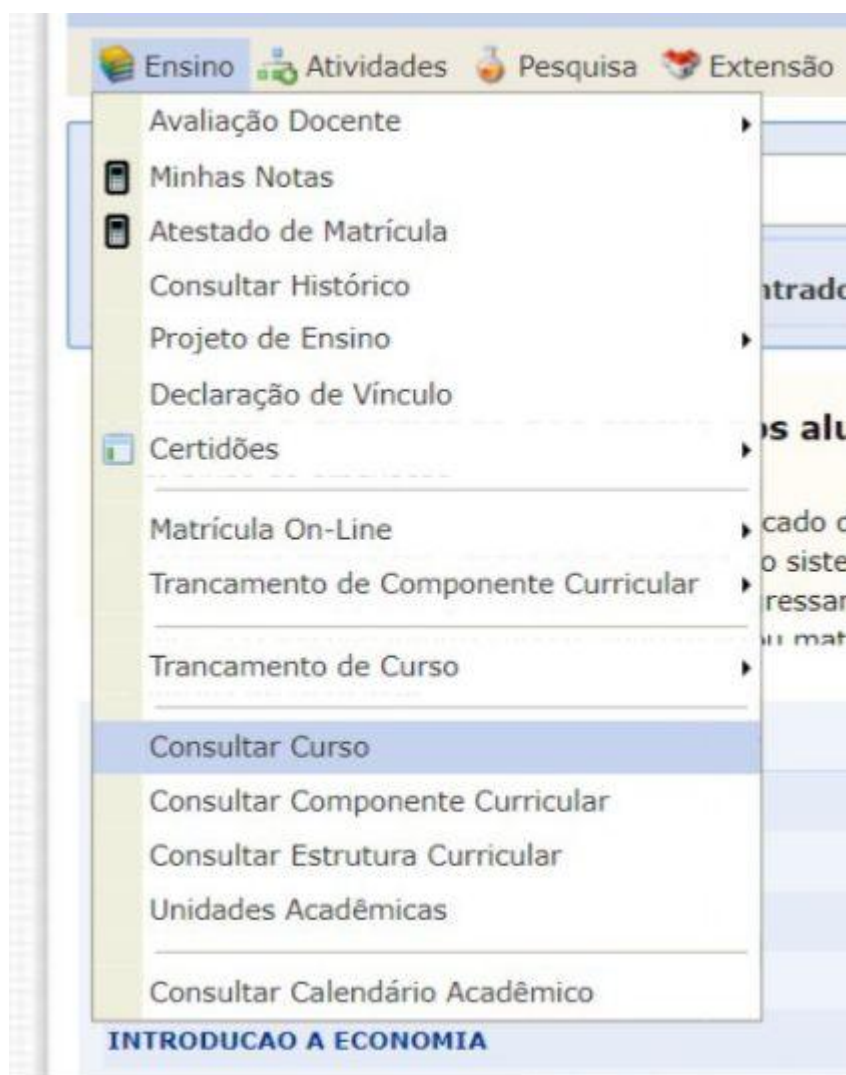 Ensino Atividades Pesquisa Extensão
Avaliação Docente
Minhas Notas
Atestado de Matrícula
Consultar Histórico
Projeto de Ensino
Declaração de Vínculo
Certidões
Matrícula On-Line
Trancamento de Componente Curricular
Trancamento de Curso
Consultar Curso
Consultar Componente Curricular
Consultar Estrutura Curricular
Unidades Acadêmicas
Consultar Calendário Acadêmico
INTRODUCAO A ECONOMIA